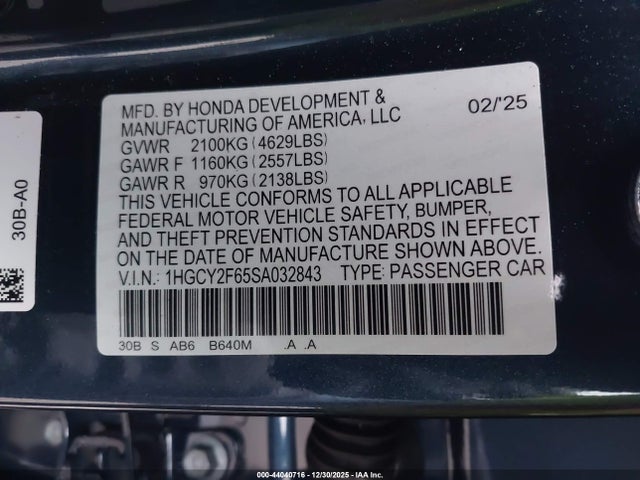 MFD. BY HONDA DEVELOPMENT & 02/'25
MANUFACTURING OF AMERICA, LLC
GVWR 2100KG (4629LBS)
GAWR F 1160KG (2557LBS)
GAWR R 970KG (2138LBS)
THIS VEHICLE CONFORMS TO ALL APPLICABLE
FEDERAL MOTOR VEHICLE SAFETY, BUMPER,
AND THEFT PREVENTION STANDARDS IN EFFECT
ON THE DATE OF MANUFACTURE SHOWN ABOVE.
V.I.N.: 1HGCY2F65SA032843 TYPE: PASSENGER CAR
30B S AB6 B640M .A .A
30B-A0
000-44040716 - 12/30/2025 - IAA Inc.